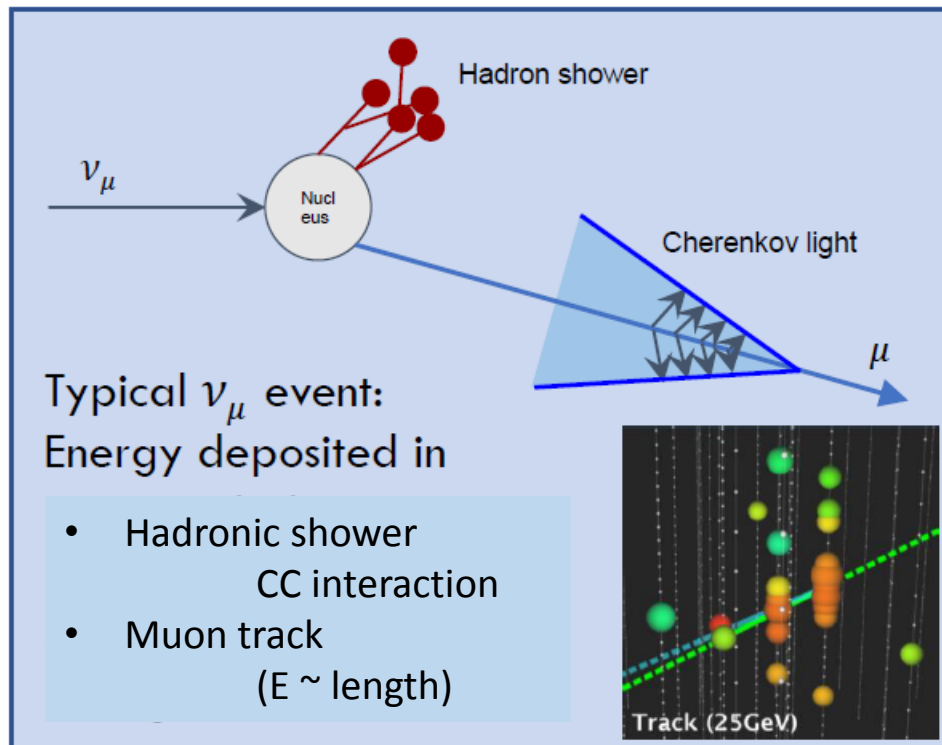 Hadron shower
ν_μ
Nucl
eus
Cherenkov light
μ
Typical ν_μ event:
Energy deposited in
• Hadronic shower
CC interaction
• Muon track
(E ~ length)
Track (25GeV)